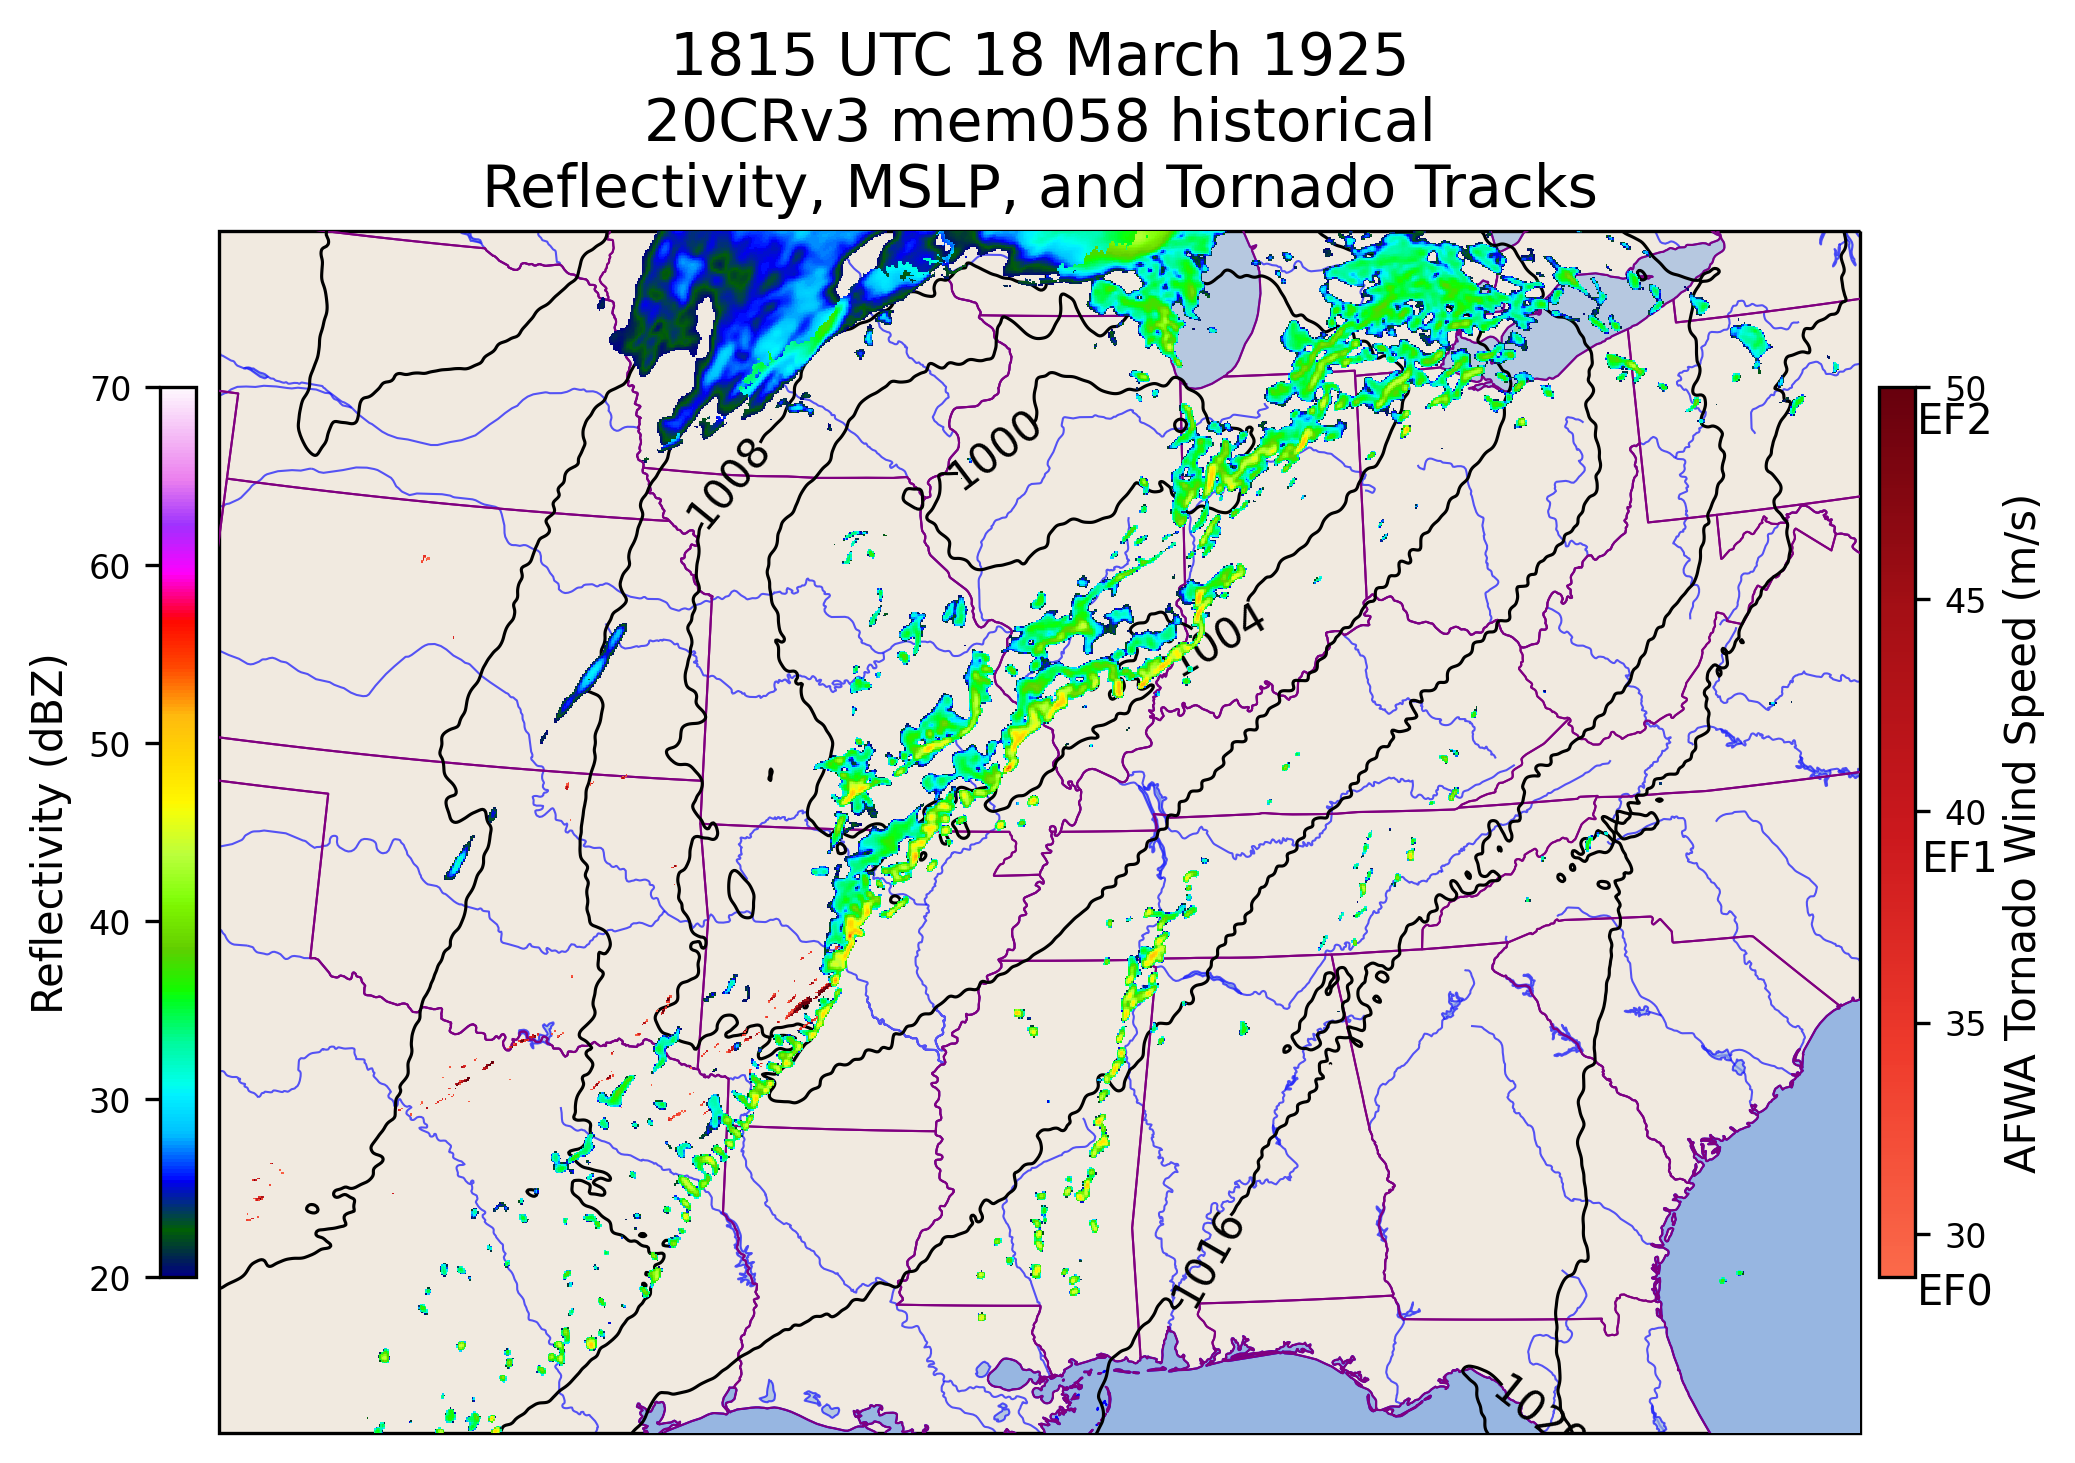 1815 UTC 18 March 1925
20CRv3 mem058 historical
Reflectivity, MSLP, and Tornado Tracks
Reflectivity (dBZ)
70
60
50
40
30
20
1008
1000
1004
1016
50
EF2
45
40
EF1
35
30
EF0
AFWA Tornado Wind Speed (m/s)